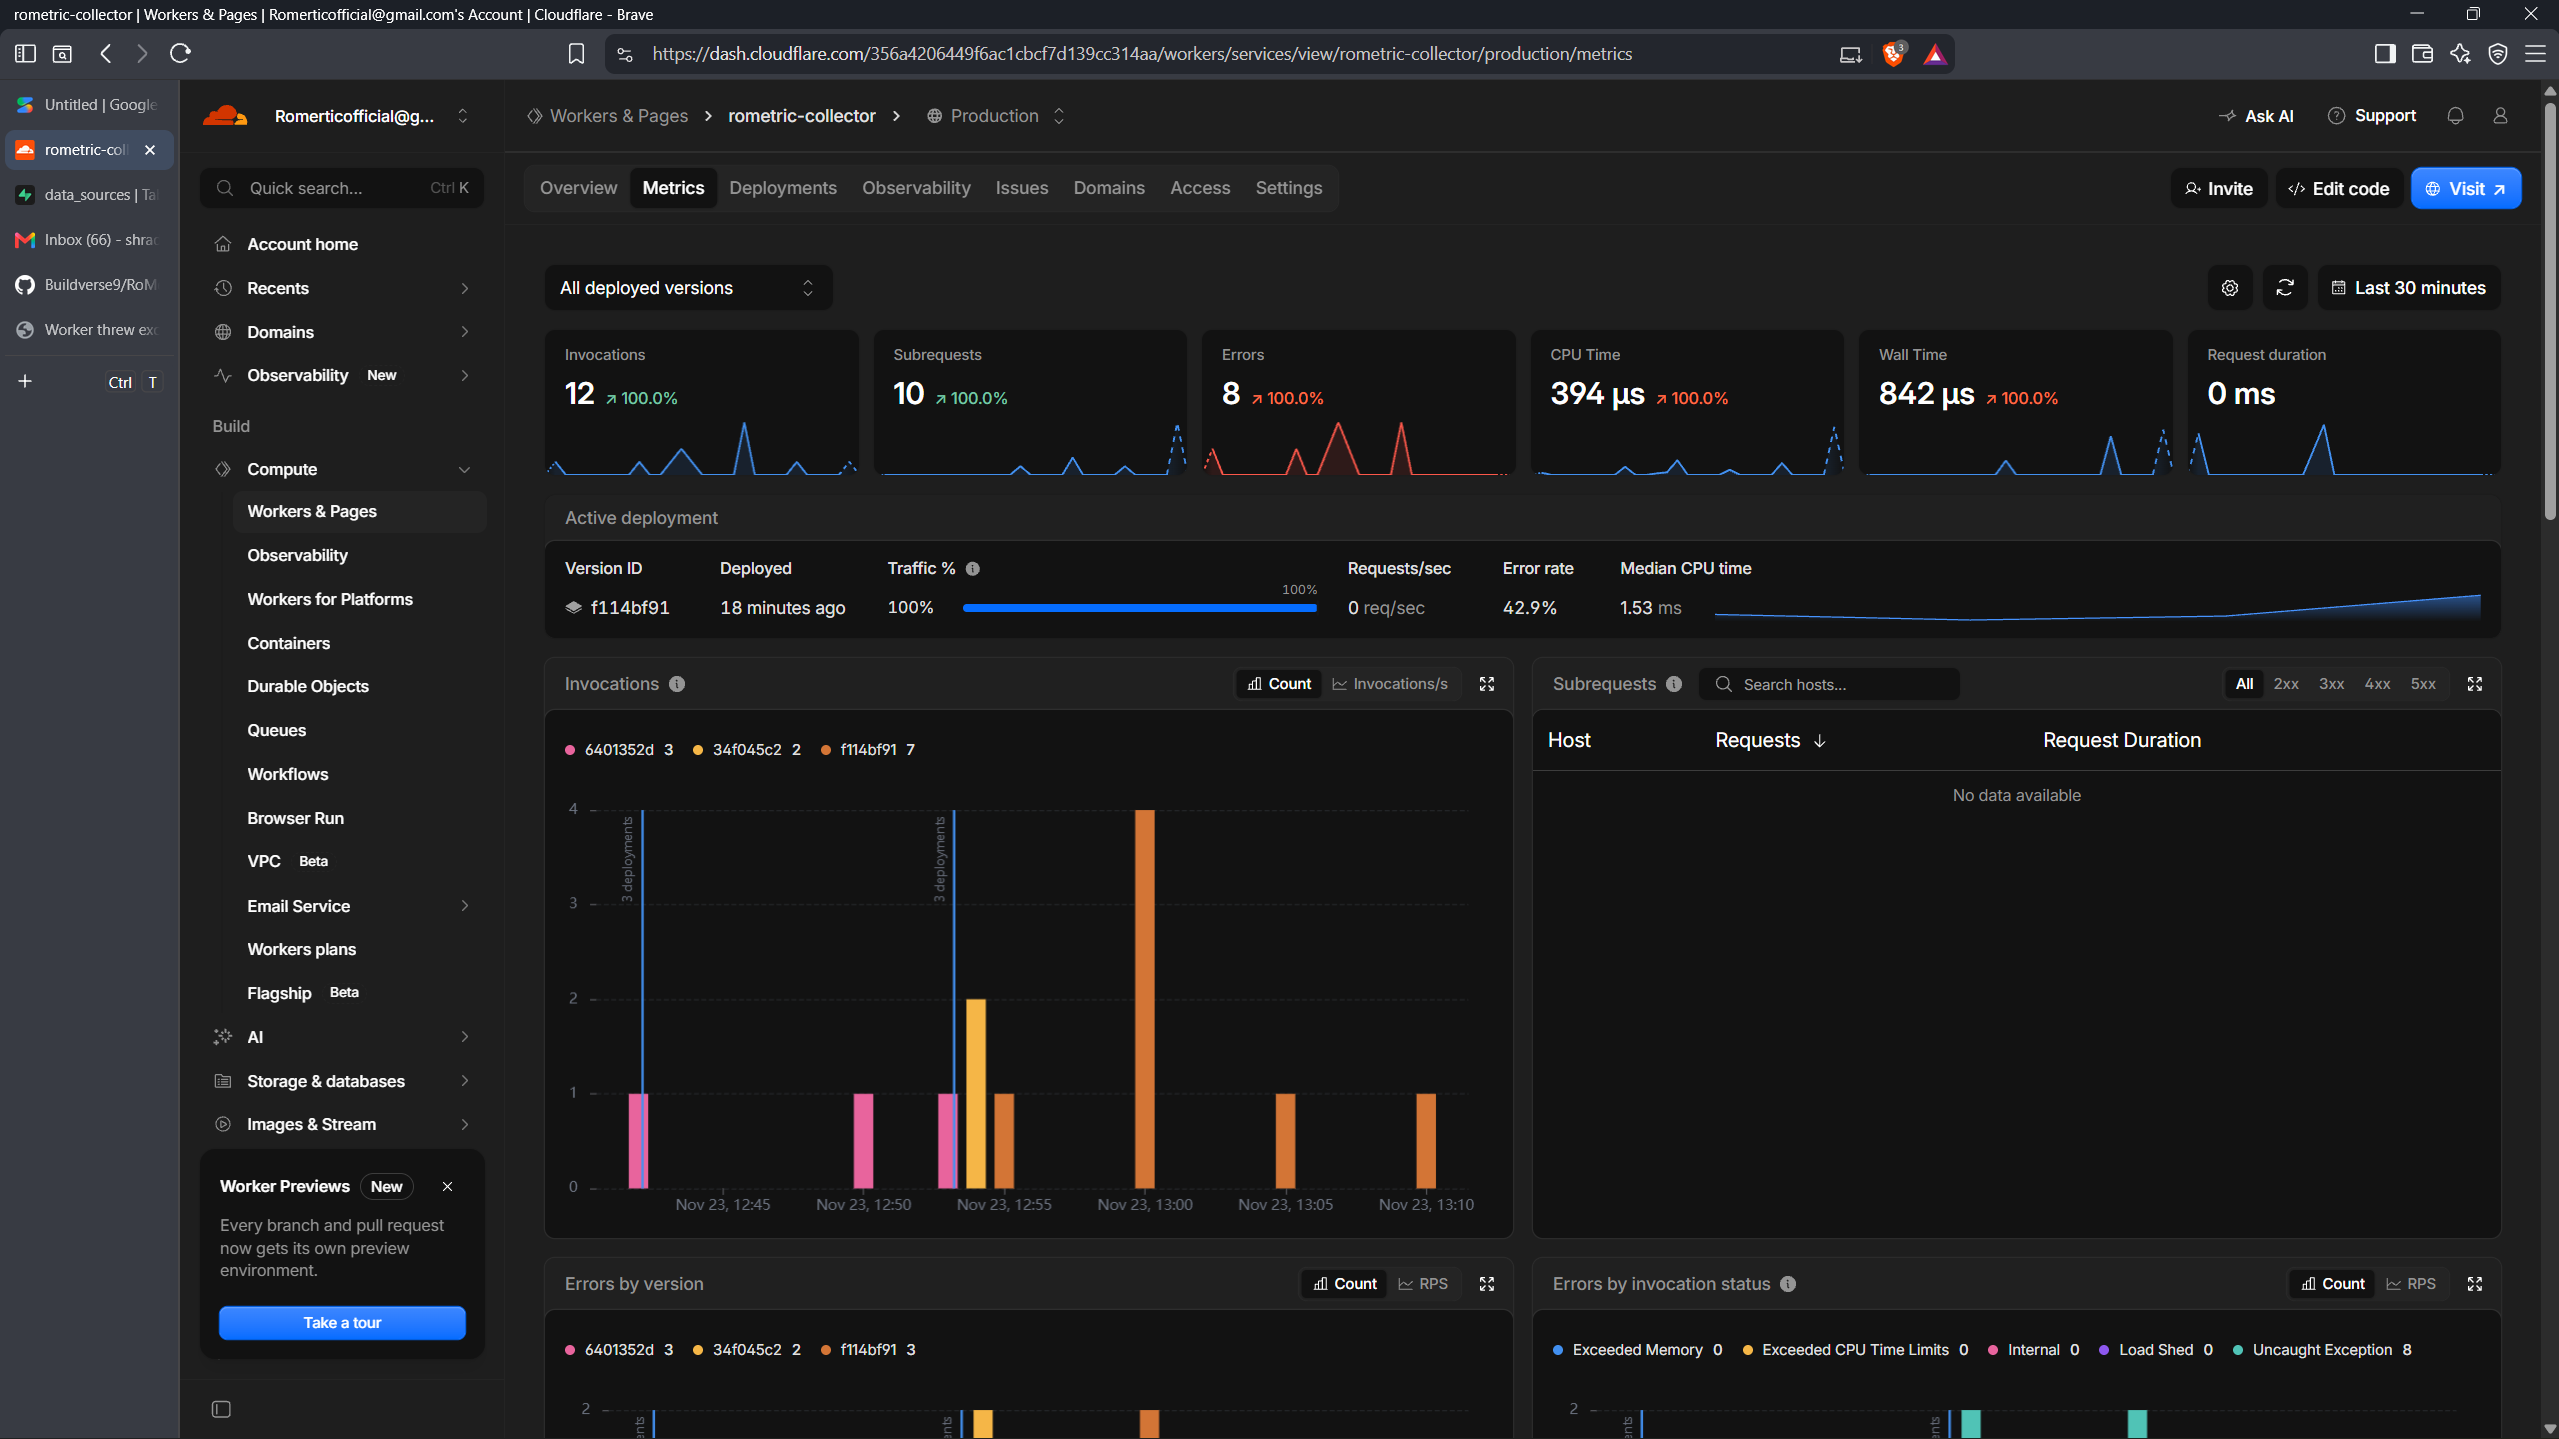 rometric-collector | Workers & Pages | Romerticofficial@gmail.com's Account | Cloudflare - Brave
https://dash.cloudflare.com/356a4206449f6ac1cbcf7d139cc314aa/workers/services/view/rometric-collector/production/metrics
3
Untitled | Google
rometric-coll
data_sources | Ta
Inbox (66) - shra
Buildverse9/RoM
Worker threw exc
Ctrl T
Romerticofficial@g...
Workers & Pages
rometric-collector
Production
Ask AI
Support
Quick search...
Ctrl K
Overview
Metrics
Deployments
Observability
Issues
Domains
Access
Settings
Invite
Edit code
Visit
Account home
Recents
Domains
Observability New
Build
Compute
Workers & Pages
Observability
Workers for Platforms
Containers
Durable Objects
Queues
Workflows
Browser Run
VPC Beta
Email Service
Workers plans
Flagship Beta
AI
Storage & databases
Images & Stream
Worker Previews New
Every branch and pull request
now gets its own preview
environment.
Take a tour
All deployed versions
Last 30 minutes
Invocations
12 100.0%
Subrequests
10 100.0%
Errors
8 100.0%
CPU Time
394 µs 100.0%
Wall Time
842 µs 100.0%
Request duration
0 ms
Active deployment
Version ID
Deployed
Traffic %
Requests/sec
Error rate
Median CPU time
100%
f114bf91
18 minutes ago
100%
0 req/sec
42.9%
1.53 ms
Invocations
Count
Invocations/s
6401352d 3
34f045c2 2
f114bf91 7
4
3
2
1
0
3 deployments
3 deployments
Nov 23, 12:45
Nov 23, 12:50
Nov 23, 12:55
Nov 23, 13:00
Nov 23, 13:05
Nov 23, 13:10
Subrequests
Search hosts...
All
2xx
3xx
4xx
5xx
Host
Requests
Request Duration
No data available
Errors by version
Count
RPS
6401352d 3
34f045c2 2
f114bf91 3
2
Errors by invocation status
Count
RPS
Exceeded Memory 0
Exceeded CPU Time Limits 0
Internal 0
Load Shed 0
Uncaught Exception 8
2